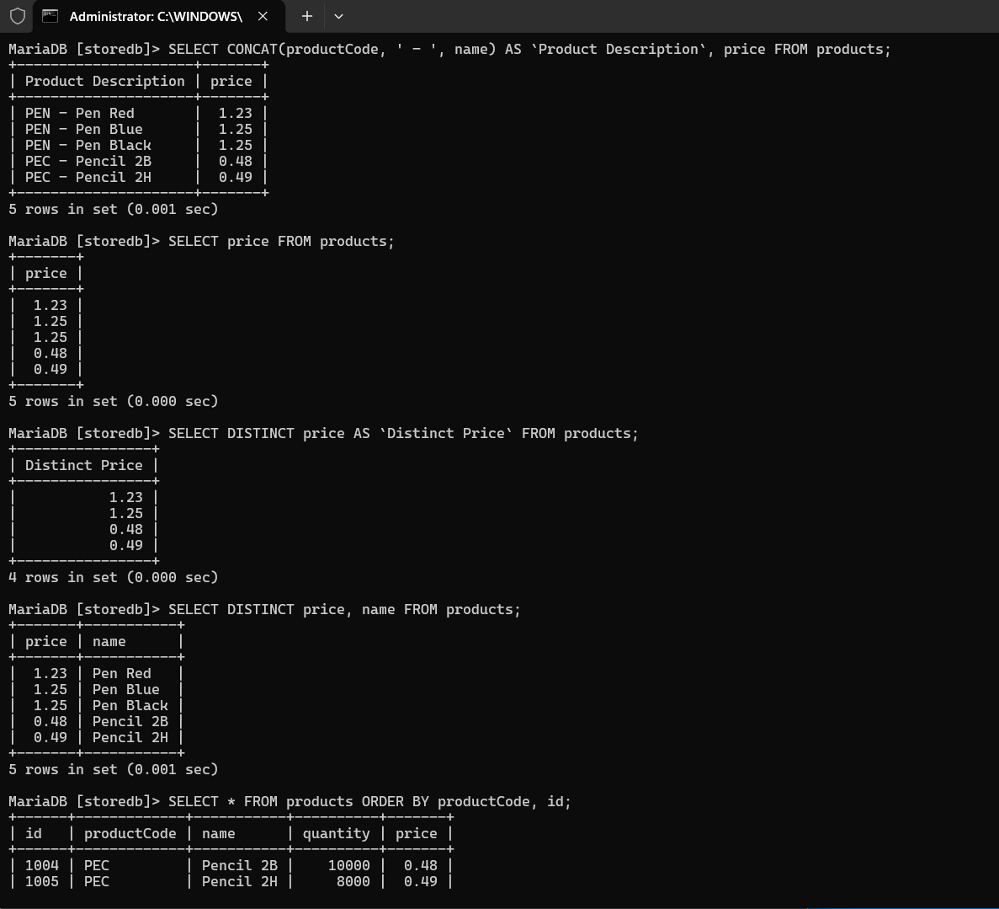 Administrator: C:\WINDOWS\
MariaDB [storedb]> SELECT CONCAT(productCode, ' - ', name) AS `Product Description`, price FROM products;
+---------------------+-------+
| Product Description | price |
+---------------------+-------+
| PEN - Pen Red       |  1.23 |
| PEN - Pen Blue      |  1.25 |
| PEN - Pen Black     |  1.25 |
| PEC - Pencil 2B     |  0.48 |
| PEC - Pencil 2H     |  0.49 |
+---------------------+-------+
5 rows in set (0.001 sec)
MariaDB [storedb]> SELECT price FROM products;
+-------+
| price |
+-------+
|  1.23 |
|  1.25 |
|  1.25 |
|  0.48 |
|  0.49 |
+-------+
5 rows in set (0.000 sec)
MariaDB [storedb]> SELECT DISTINCT price AS `Distinct Price` FROM products;
+----------------+
| Distinct Price |
+----------------+
|           1.23 |
|           1.25 |
|           0.48 |
|           0.49 |
+----------------+
4 rows in set (0.000 sec)
MariaDB [storedb]> SELECT DISTINCT price, name FROM products;
+-------+-----------+
| price | name      |
+-------+-----------+
|  1.23 | Pen Red   |
|  1.25 | Pen Blue  |
|  1.25 | Pen Black |
|  0.48 | Pencil 2B |
|  0.49 | Pencil 2H |
+-------+-----------+
5 rows in set (0.001 sec)
MariaDB [storedb]> SELECT * FROM products ORDER BY productCode, id;
+------+-------------+-----------+----------+-------+
| id   | productCode | name      | quantity | price |
+------+-------------+-----------+----------+-------+
| 1004 | PEC         | Pencil 2B |    10000 |  0.48 |
| 1005 | PEC         | Pencil 2H |     8000 |  0.49 |